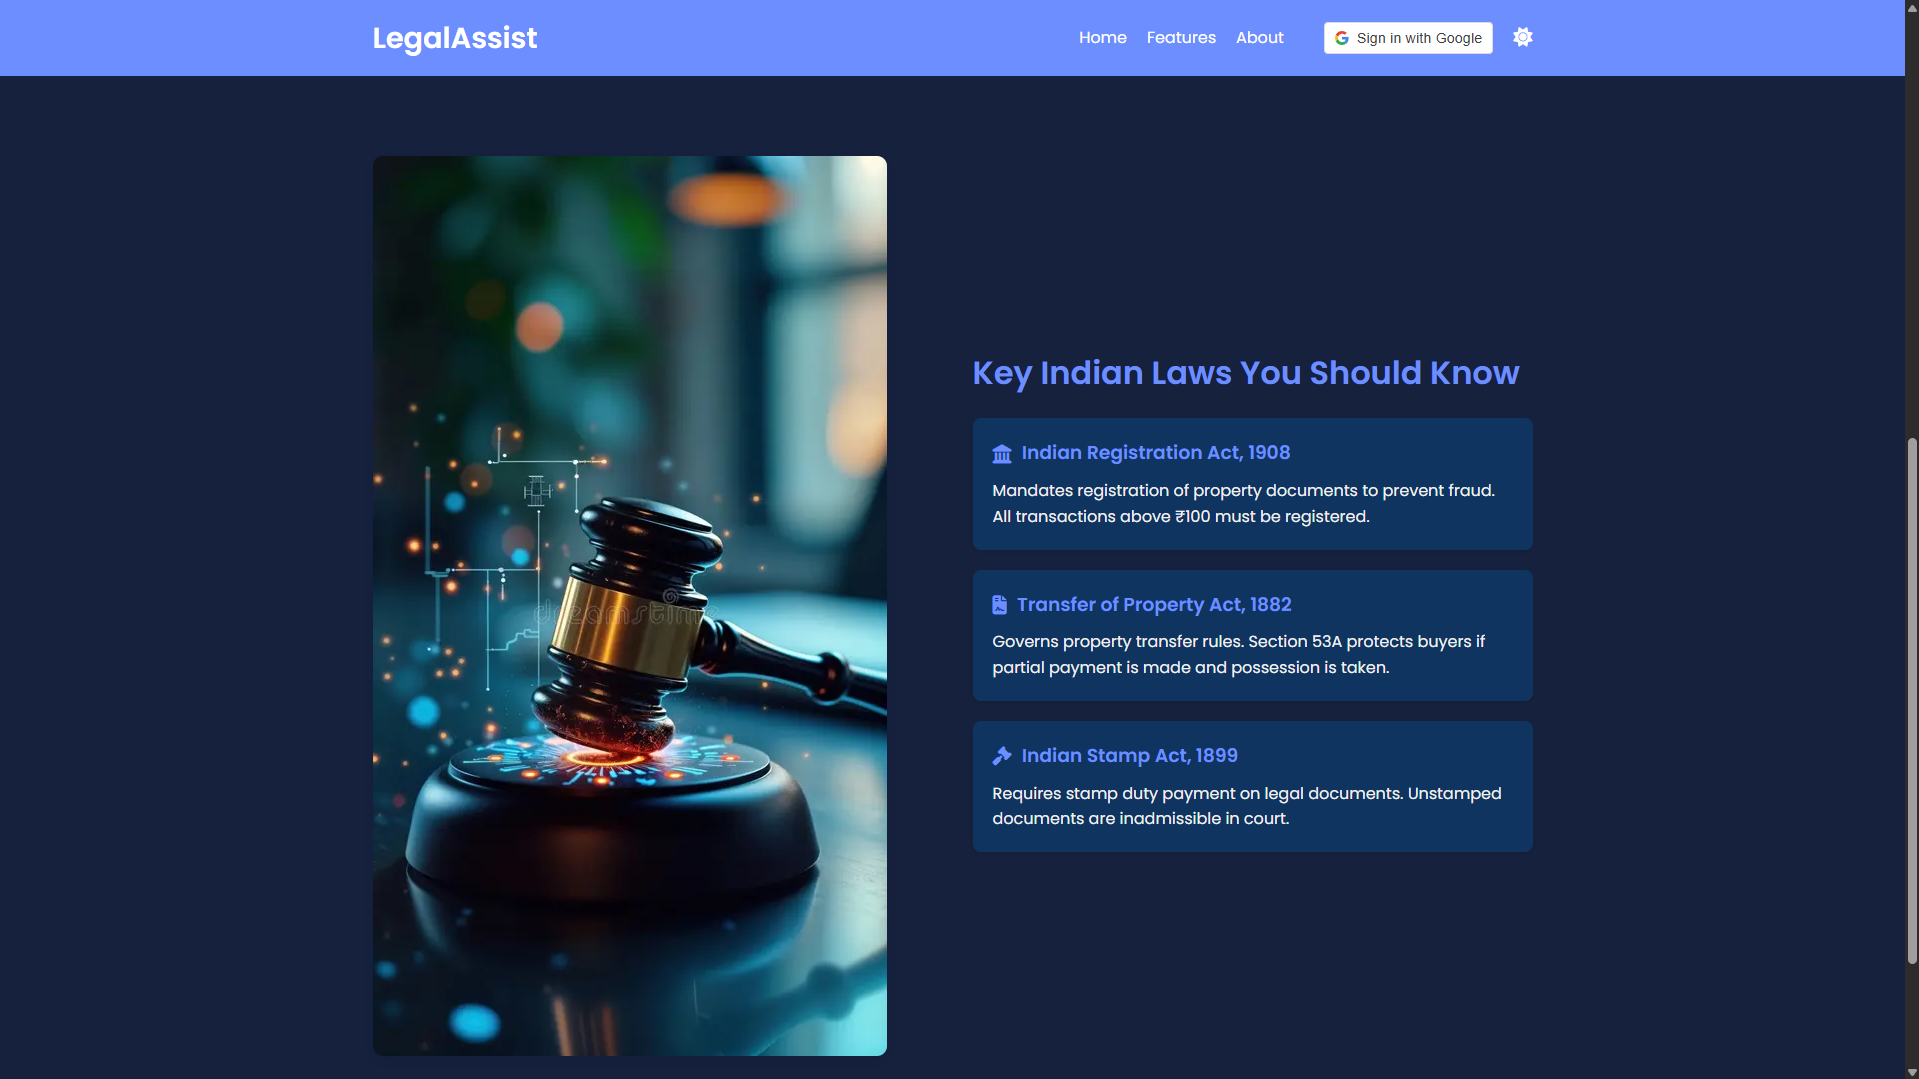 LegalAssist
Home Features About
Sign in with Google
dreamstime
Key Indian Laws You Should Know
Indian Registration Act, 1908
Mandates registration of property documents to prevent fraud.
All transactions above ₹100 must be registered.
Transfer of Property Act, 1882
Governs property transfer rules. Section 53A protects buyers if
partial payment is made and possession is taken.
Indian Stamp Act, 1899
Requires stamp duty payment on legal documents. Unstamped
documents are inadmissible in court.